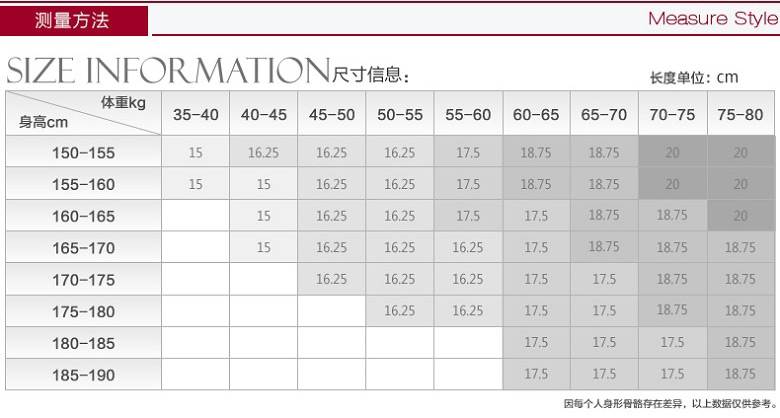 测量方法 Measure Style
SIZE INFORMATION尺寸信息： 长度单位：cm
体重kg
身高cm
35-40 40-45 45-50 50-55 55-60 60-65 65-70 70-75 75-80
150-155 15 16.25 16.25 16.25 17.5 18.75 18.75 20 20
155-160 15 15 16.25 16.25 17.5 18.75 18.75 20 20
160-165 15 16.25 16.25 17.5 17.5 18.75 18.75 20
165-170 15 16.25 16.25 16.25 17.5 18.75 18.75 18.75
170-175 16.25 16.25 16.25 17.5 17.5 18.75 18.75
175-180 16.25 16.25 17.5 17.5 18.75 18.75
180-185 17.5 17.5 17.5 18.75
185-190 17.5 17.5 17.5 18.75
因每个人身形骨骼存在差异，以上数据仅供参考。